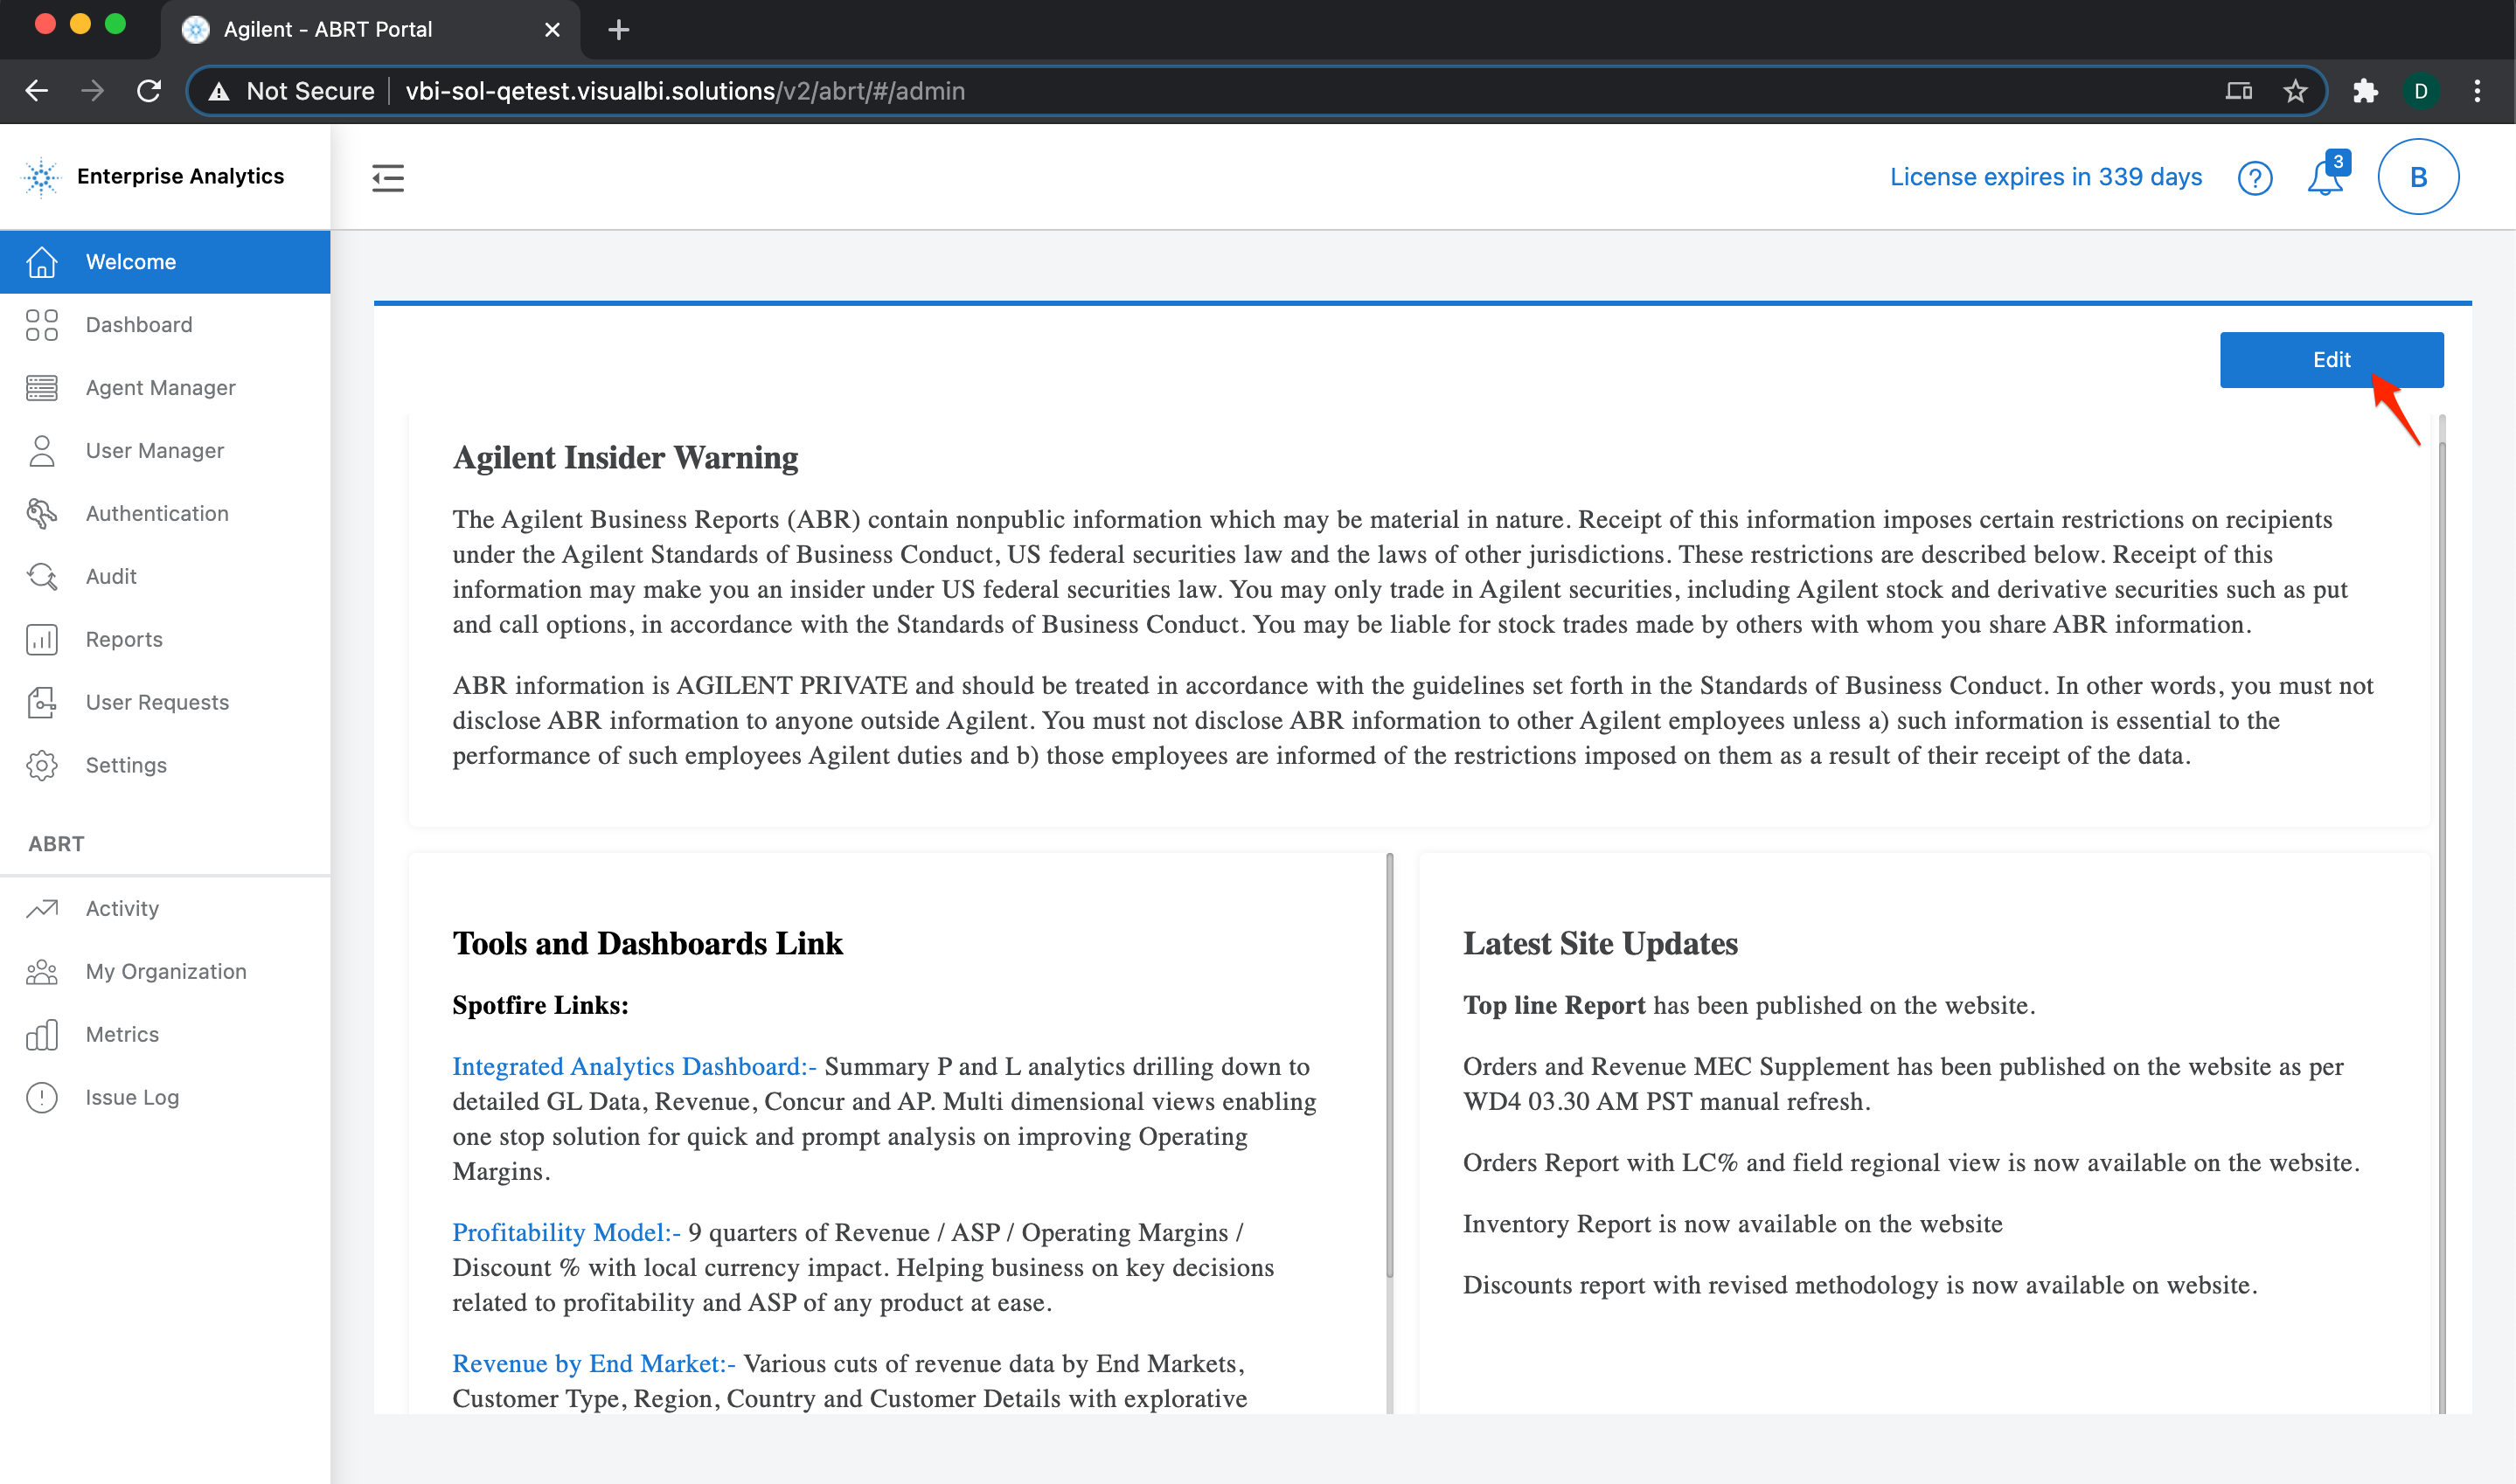 Agilent - ABRT Portal
Not Secure
vbi-sol-qetest.visualbi.solutions/v2/abrt/#/admin
D
Enterprise Analytics
License expires in 339 days
?
3
B
Welcome
Dashboard
Agent Manager
User Manager
Authentication
Audit
Reports
User Requests
Settings
ABRT
Activity
My Organization
Metrics
Issue Log
Edit
Agilent Insider Warning
The Agilent Business Reports (ABR) contain nonpublic information which may be material in nature. Receipt of this information imposes certain restrictions on recipients
under the Agilent Standards of Business Conduct, US federal securities law and the laws of other jurisdictions. These restrictions are described below. Receipt of this
information may make you an insider under US federal securities law. You may only trade in Agilent securities, including Agilent stock and derivative securities such as put
and call options, in accordance with the Standards of Business Conduct. You may be liable for stock trades made by others with whom you share ABR information.
ABR information is AGILENT PRIVATE and should be treated in accordance with the guidelines set forth in the Standards of Business Conduct. In other words, you must not
disclose ABR information to anyone outside Agilent. You must not disclose ABR information to other Agilent employees unless a) such information is essential to the
performance of such employees Agilent duties and b) those employees are informed of the restrictions imposed on them as a result of their receipt of the data.
Tools and Dashboards Link
Spotfire Links:
Integrated Analytics Dashboard:- Summary P and L analytics drilling down to
detailed GL Data, Revenue, Concur and AP. Multi dimensional views enabling
one stop solution for quick and prompt analysis on improving Operating
Margins.
Profitability Model:- 9 quarters of Revenue / ASP / Operating Margins /
Discount % with local currency impact. Helping business on key decisions
related to profitability and ASP of any product at ease.
Revenue by End Market:- Various cuts of revenue data by End Markets,
Customer Type, Region, Country and Customer Details with explorative
Latest Site Updates
Top line Report has been published on the website.
Orders and Revenue MEC Supplement has been published on the website as per
WD4 03.30 AM PST manual refresh.
Orders Report with LC% and field regional view is now available on the website.
Inventory Report is now available on the website
Discounts report with revised methodology is now available on website.